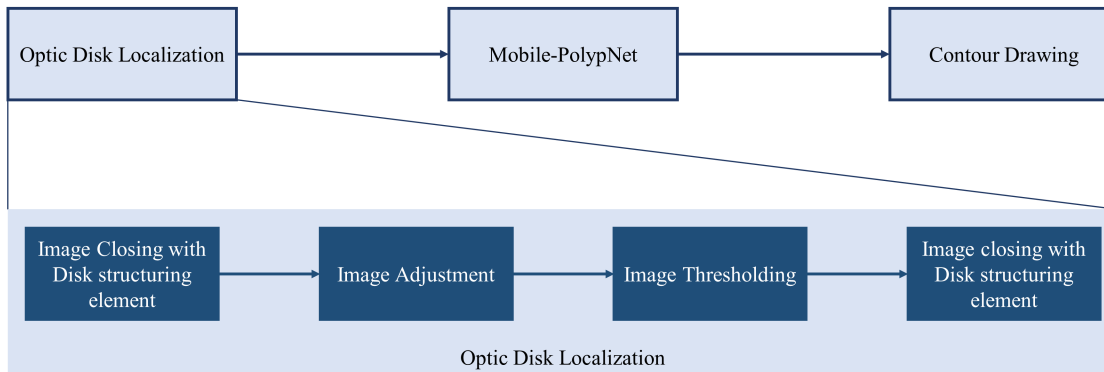 Optic Disk Localization
Mobile-PolypNet
Contour Drawing
Image Closing with
Disk structuring
element
Image Adjustment
Image Thresholding
Image closing with
Disk structuring
element
Optic Disk Localization